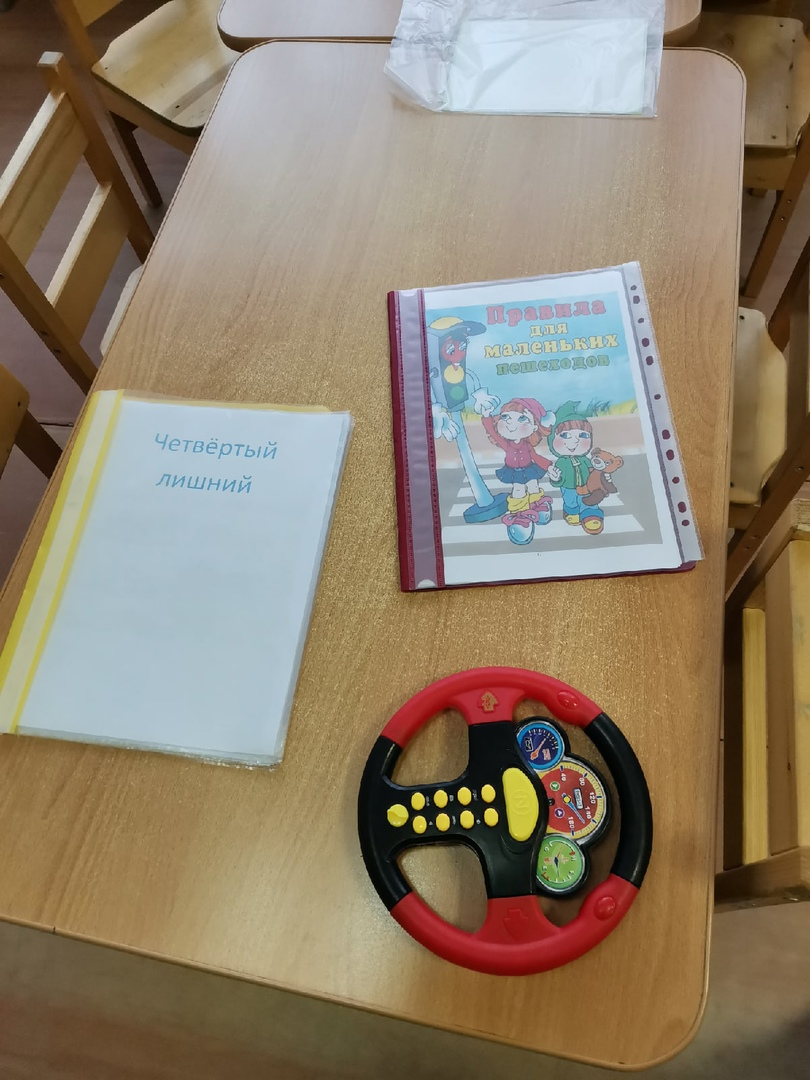 Четвёртый
лишний
Правила
для
маленьких
пешеходов